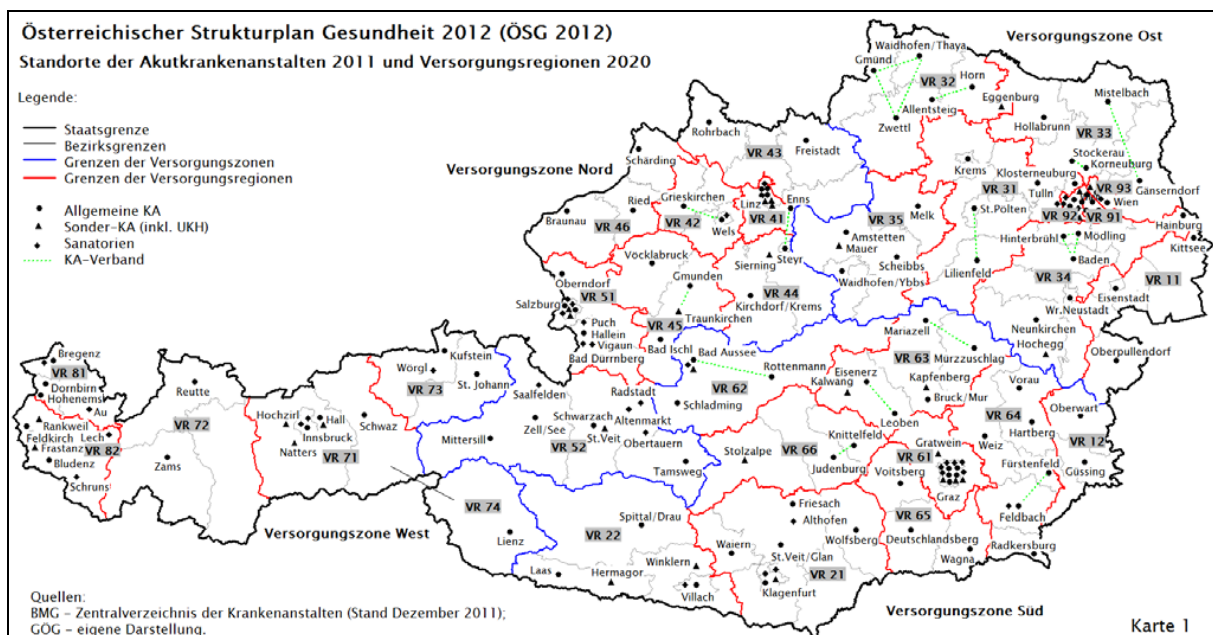 Österreichischer Strukturplan Gesundheit 2012 (ÖSG 2012)
Standorte der Akutkrankenanstalten 2011 und Versorgungsregionen 2020
Legende:
Staatsgrenze
Bezirksgrenzen
Grenzen der Versorgungszonen
Grenzen der Versorgungsregionen
Allgemeine KA
Sonder-KA (inkl. UKH)
Sanatorien
KA-Verband
Versorgungszone Ost
Waidhofen/Thaya
Gmünd
VR 32
Horn
Allentsteig
Eggenburg
Zwettl
Mistelbach
Hollabrunn
VR 33
Stockerau
Korneuburg
Klosterneuburg
Krems
VR 31
Tulln
VR 93
Gänserndorf
Wien
VR 92
VR 91
St.Pölten
Hinterbrühl
Mödling
Hainburg
Kittsee
Baden
Lilienfeld
VR 34
VR 11
Eisenstadt
Wr.Neustadt
Neunkirchen
Hochegg
Oberpullendorf
VR 35
Melk
Amstetten
Mauer
Scheibbs
Waidhofen/Ybbs
Versorgungszone Nord
Rohrbach
VR 43
Freistadt
Schärding
Grieskirchen
Linz
VR 41
Enns
Ried
VR 42
Braunau
VR 46
Wels
Steyr
Sierning
Vöcklabruck
Gmunden
VR 44
Kirchdorf/Krems
Traunkirchen
VR 45
Bad Ischl
Oberndorf
VR 51
Salzburg
Puch
Hallein
Vigaun
Bad Dürrnberg
Bad Aussee
Mariazell
VR 63
Mürzzuschlag
Rottenmann
VR 62
Eisenerz
Kalwang
Kapfenberg
Bruck/Mur
Vorau
VR 64
Oberwart
Hartberg
VR 12
Leoben
Schladming
Radstadt
Altenmarkt
Obertauern
Schwarzach
St.Veit
VR 52
Saalfelden
Zell/See
Mittersill
Tamsweg
Stolzalpe
VR 66
Knittelfeld
Judenburg
Gratwein
VR 61
Voitsberg
Weiz
Graz
Fürstenfeld
Güssing
Feldbach
VR 65
Deutschlandsberg
Wagna
Radkersburg
Bregenz
VR 81
Dornbirn
Hohenems
Au
Rankweil
Feldkirch
Frastanz
Lech
VR 82
Bludenz
Schruns
Reutte
VR 72
Zams
Hochzirl
Hall
Innsbruck
Natters
VR 71
Schwaz
Wörgl
VR 73
Kufstein
St. Johann
VR 74
Lienz
Versorgungszone West
Spittal/Drau
VR 22
Winklern
Laas
Hermagor
Villach
Friesach
Althofen
Waiern
Wolfsberg
St.Veit/Glan
VR 21
Klagenfurt
Versorgungszone Süd
Quellen:
BMG - Zentralverzeichnis der Krankenanstalten (Stand Dezember 2011);
GÖG - eigene Darstellung.
Karte 1